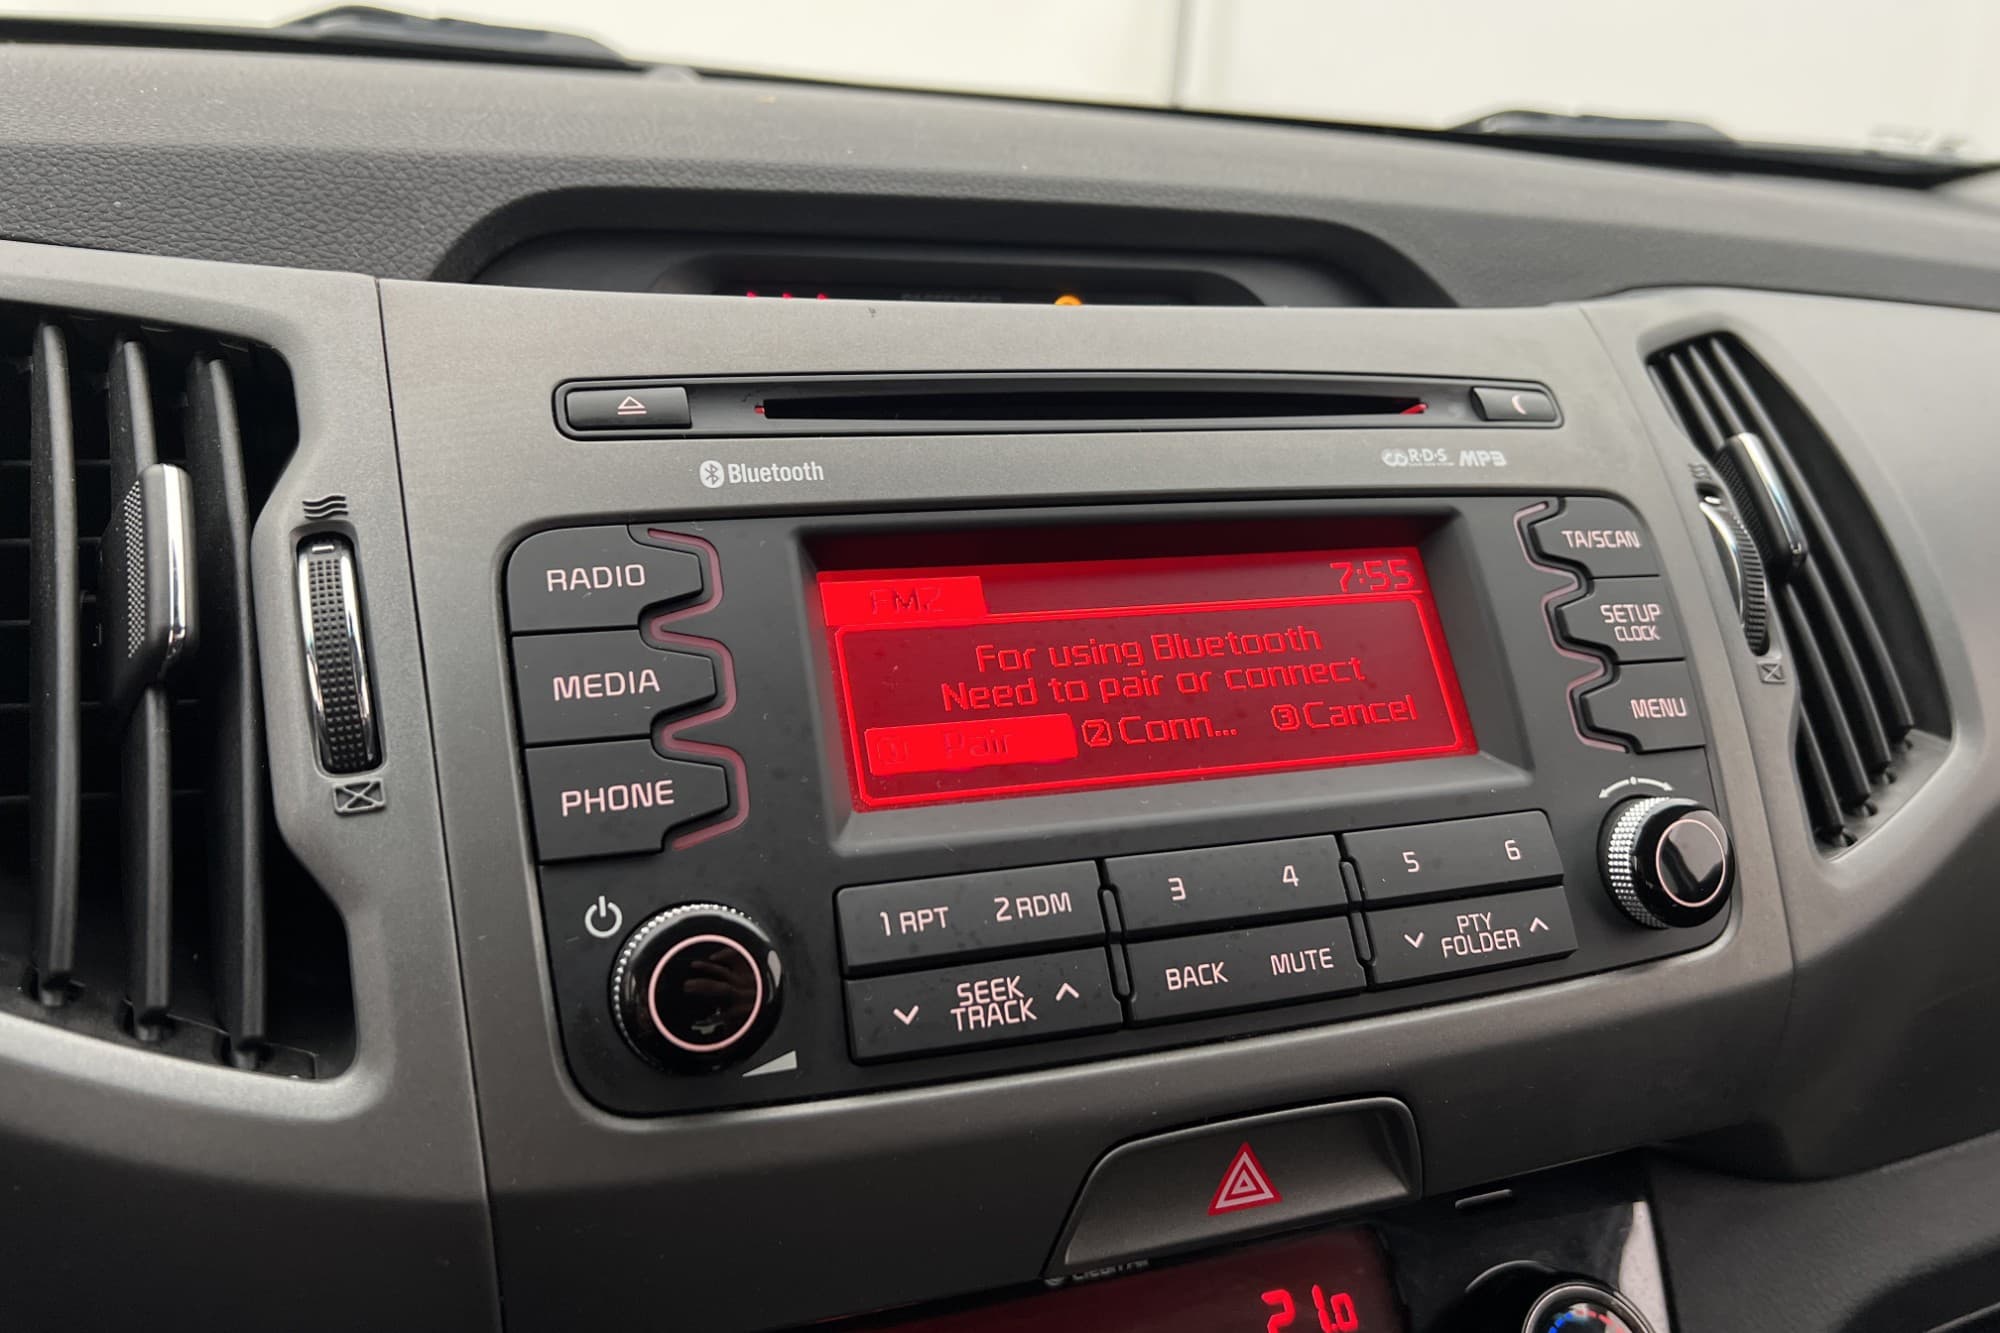 Bluetooth
R·D·S MP3
RADIO
MEDIA
PHONE
FM2 7:55
For using Bluetooth
Need to pair or connect
1 Pair 2 Conn... 3 Cancel
TA/SCAN
SETUP
CLOCK
MENU
1 RPT 2 RDM 3 4 5 6
SEEK
TRACK
BACK MUTE
PTY
FOLDER
21.0